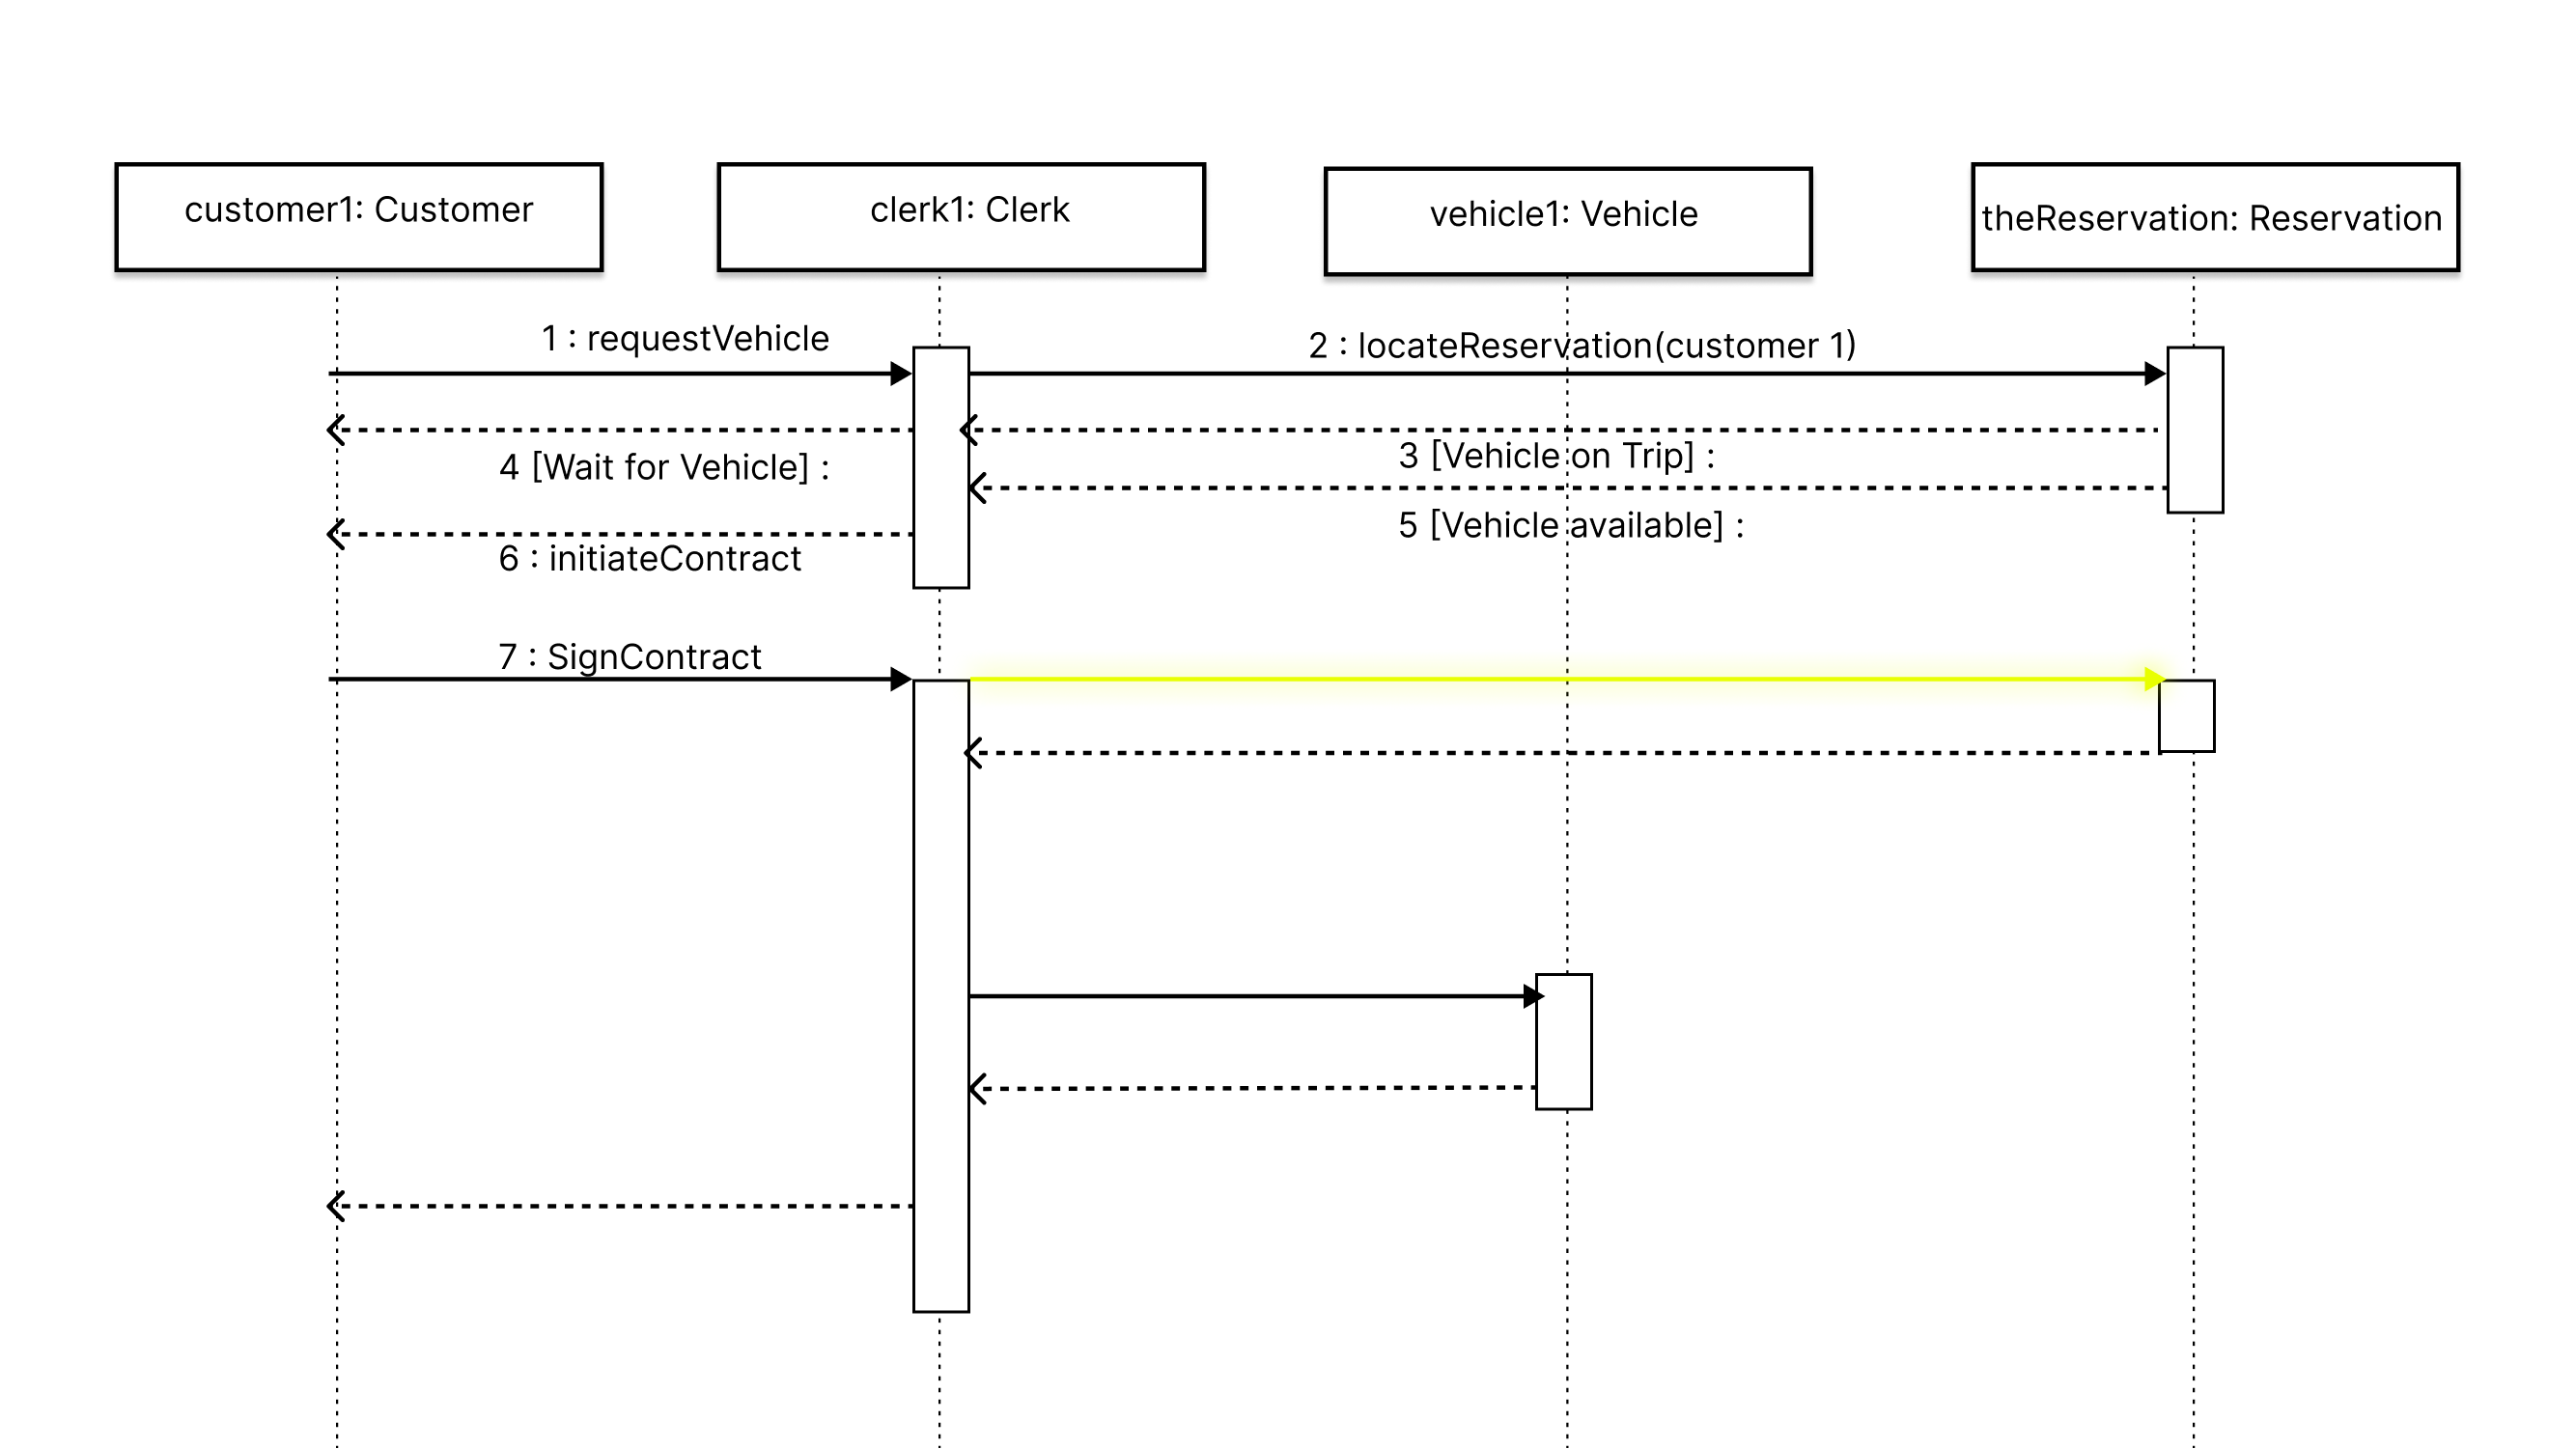 customer1: Customer
clerk1: Clerk
vehicle1: Vehicle
theReservation: Reservation
1 : requestVehicle
2 : locateReservation(customer 1)
3 [Vehicle on Trip] :
4 [Wait for Vehicle] :
5 [Vehicle available] :
6 : initiateContract
7 : SignContract